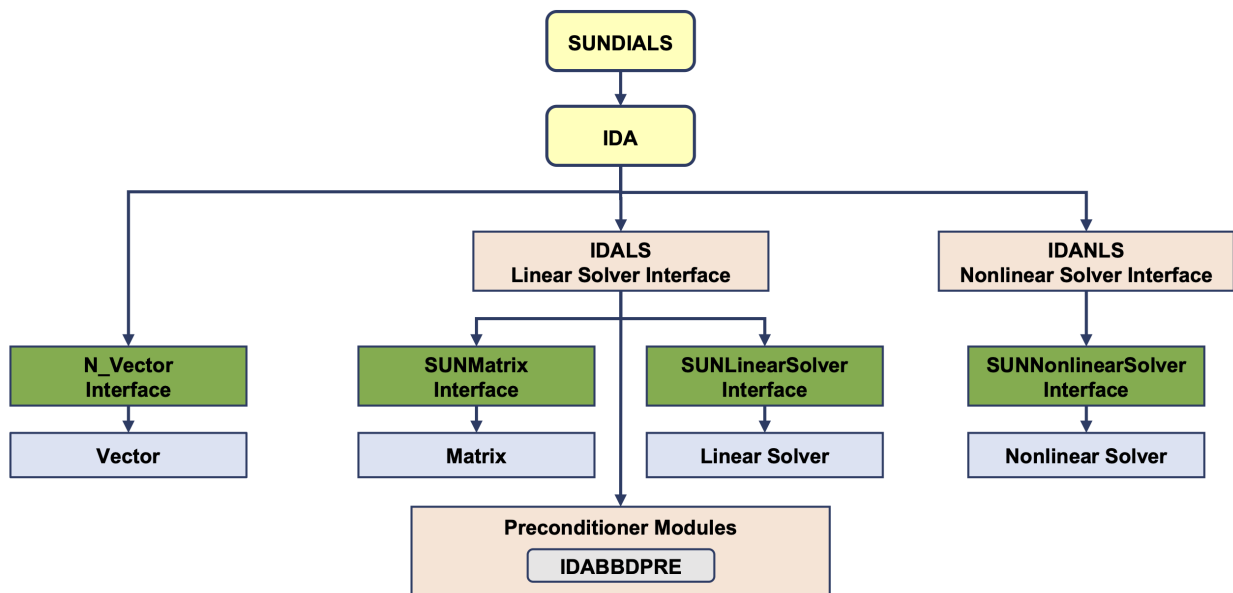 SUNDIALS
IDA
IDALS
Linear Solver Interface
IDANLS
Nonlinear Solver Interface
N_Vector
Interface
SUNMatrix
Interface
SUNLinearSolver
Interface
SUNNonlinearSolver
Interface
Vector
Matrix
Linear Solver
Nonlinear Solver
Preconditioner Modules
IDABBDPRE